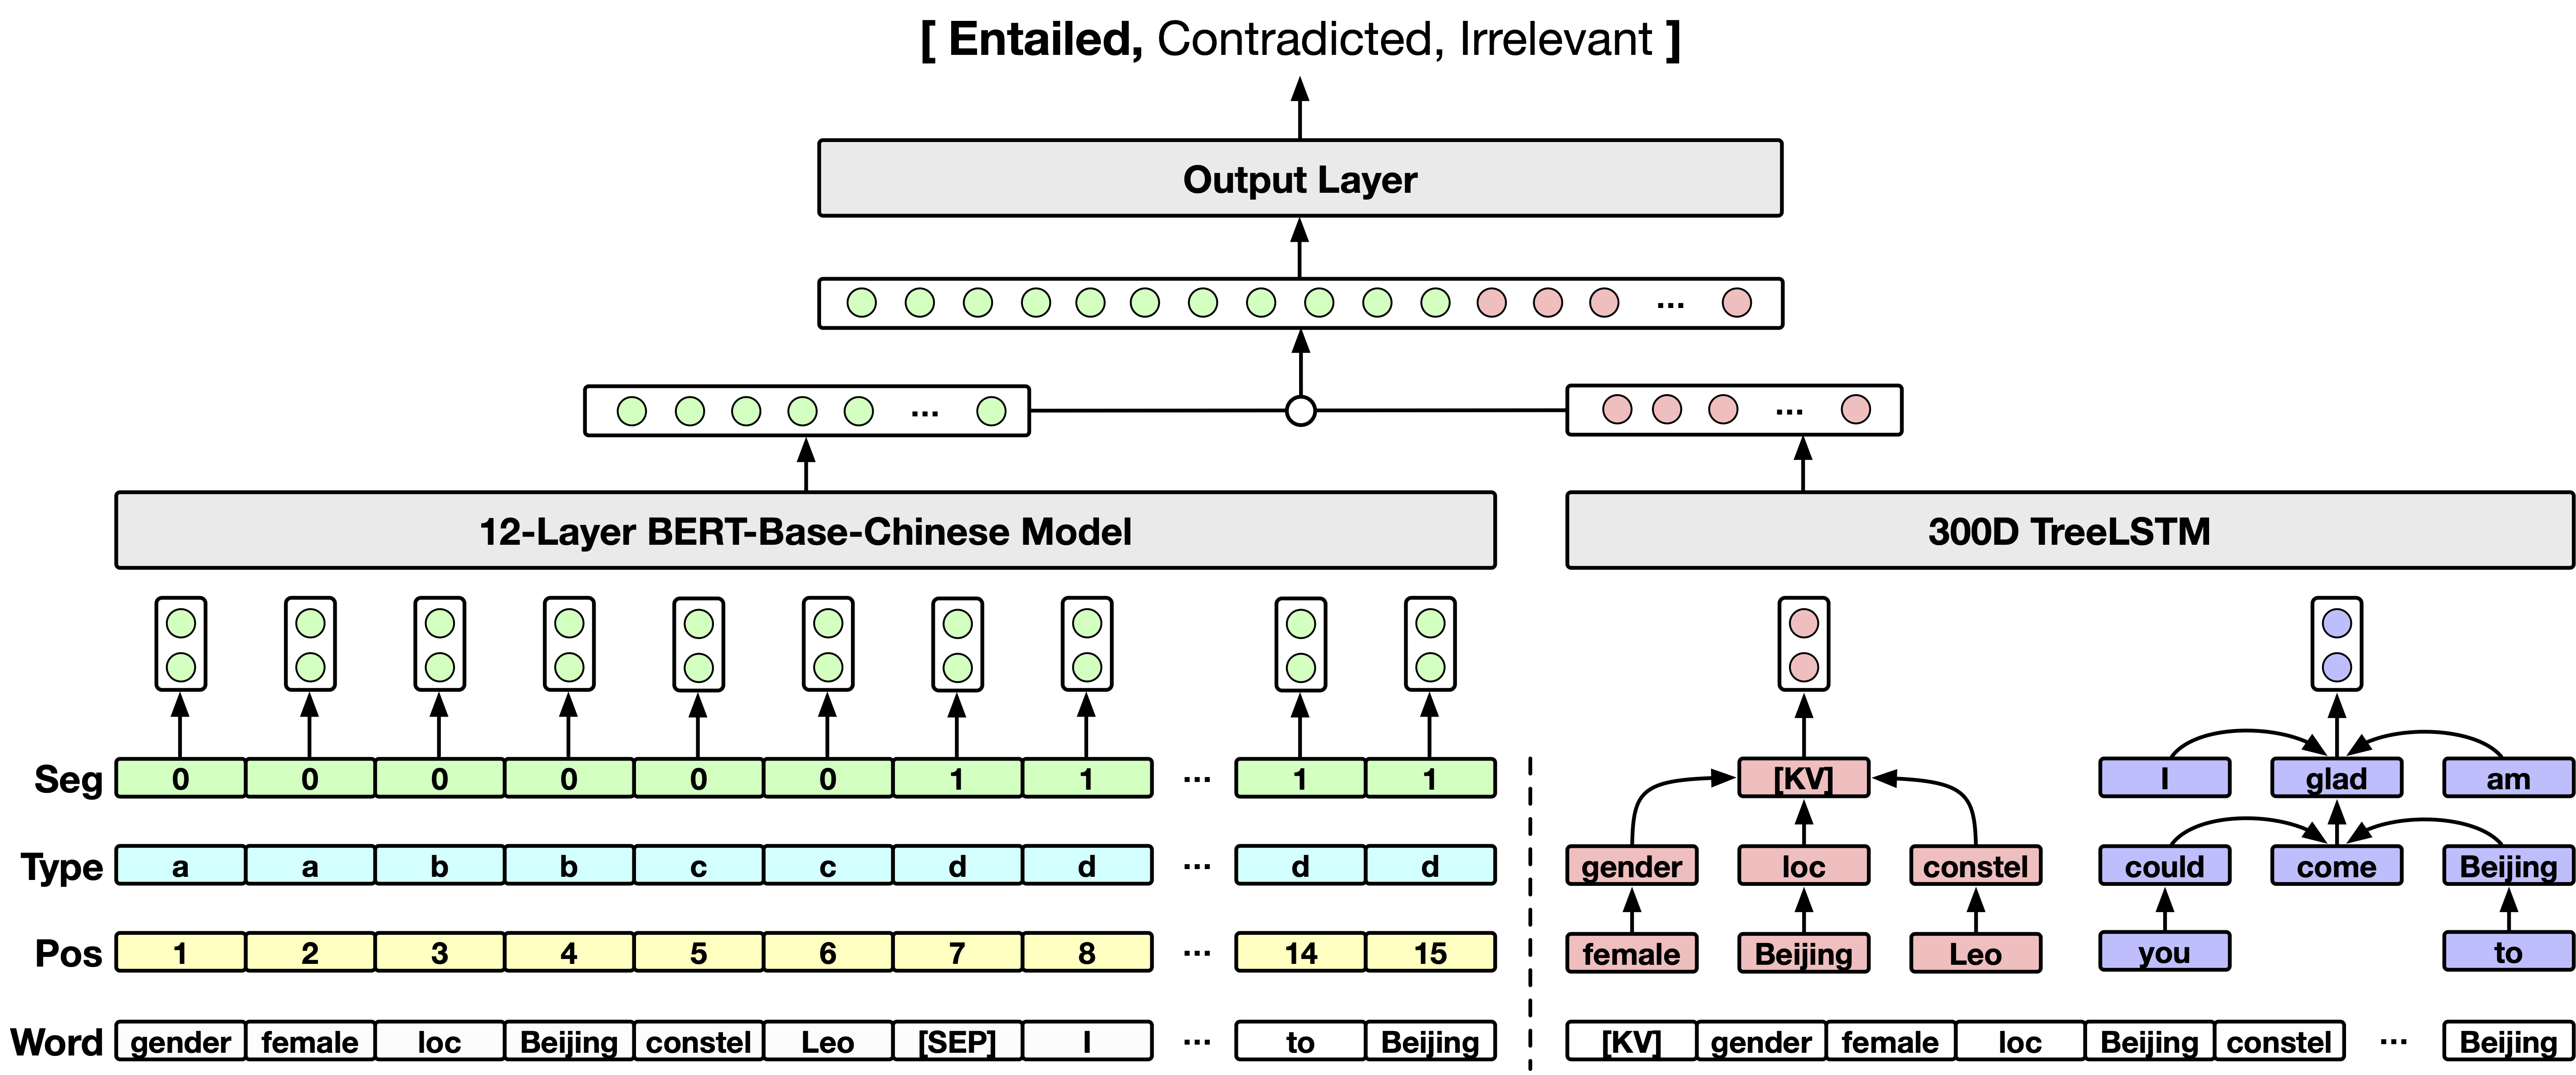 [ Entailed, Contradicted, Irrelevant ]
Output Layer
...
...
...
12-Layer BERT-Base-Chinese Model
300D TreeLSTM
Seg 0 0 0 0 0 0 1 1 ... 1 1
Type a a b b c c d d ... d d
Pos 1 2 3 4 5 6 7 8 ... 14 15
Word gender female loc Beijing constel Leo [SEP] I ... to Beijing
[KV]
gender loc constel
female Beijing Leo
I glad am
could come Beijing
you to
[KV] gender female loc Beijing constel ... Beijing